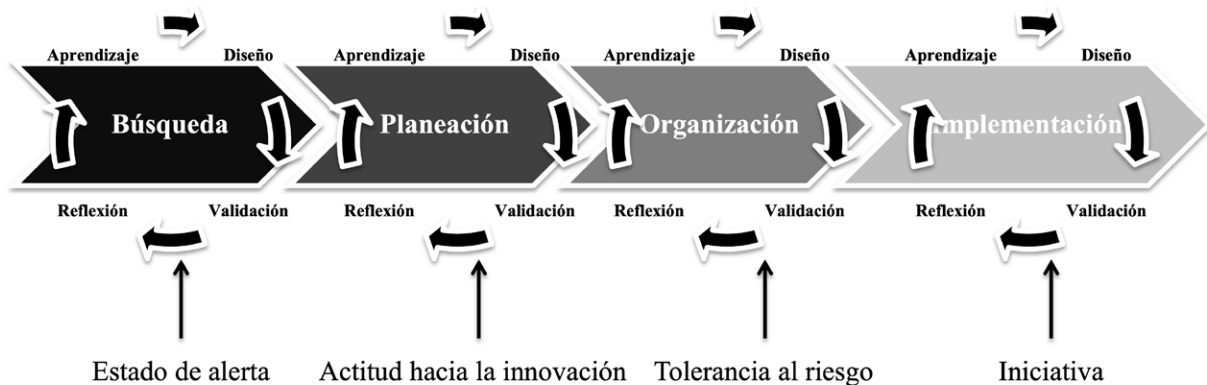 Aprendizaje Diseño Aprendizaje Diseño Aprendizaje Diseño Aprendizaje Diseño
Búsqueda Planeación Organización Implementación
Reflexión Validación Reflexión Validación Reflexión Validación Reflexión Validación
Estado de alerta Actitud hacia la innovación Tolerancia al riesgo Iniciativa